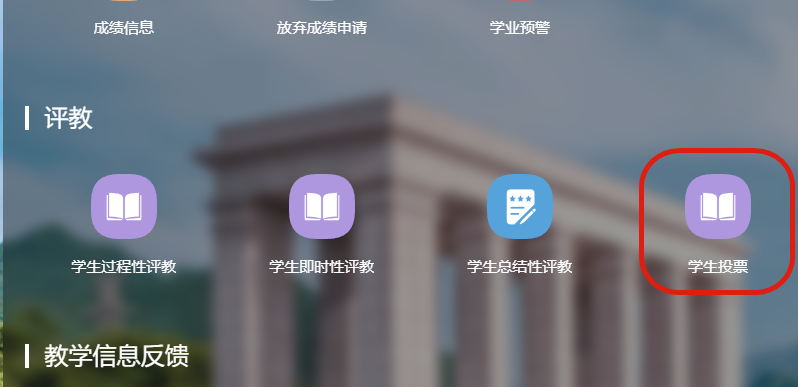 成绩信息
放弃成绩申请
学业预警
评教
学生过程性评教
学生即时性评教
学生总结性评教
学生投票
教学信息反馈